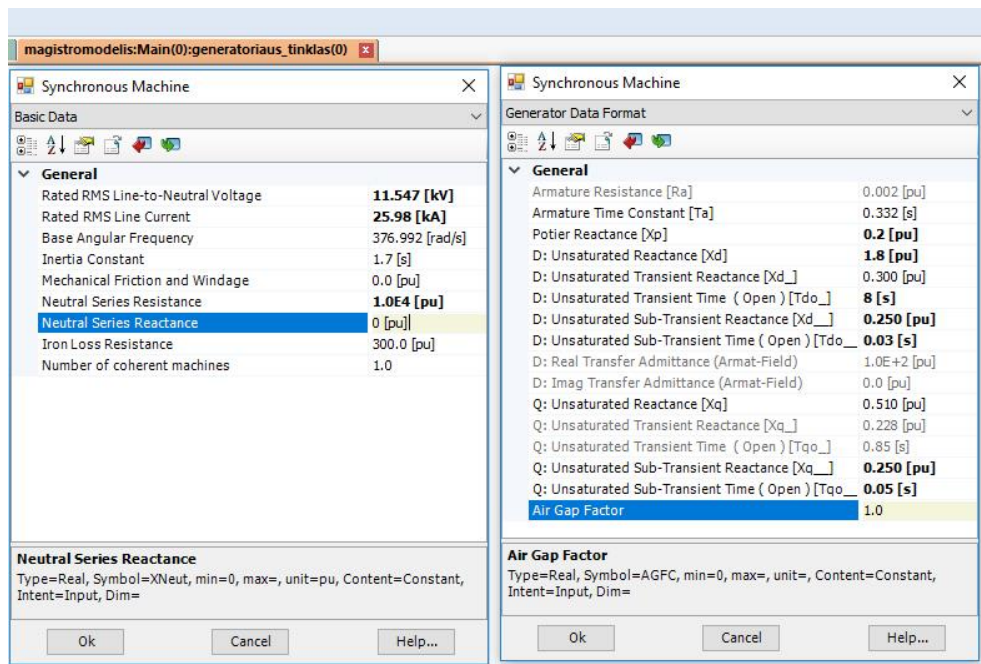 magistromodelis:Main(0):generatoriaus_tinklas(0)
Synchronous Machine
Basic Data
General
Rated RMS Line-to-Neutral Voltage 11.547 [kV]
Rated RMS Line Current 25.98 [kA]
Base Angular Frequency 376.992 [rad/s]
Inertia Constant 1.7 [s]
Mechanical Friction and Windage 0.0 [pu]
Neutral Series Resistance 1.0E4 [pu]
Neutral Series Reactance 0 [pu]
Iron Loss Resistance 300.0 [pu]
Number of coherent machines 1.0
Neutral Series Reactance
Type=Real, Symbol=XNeut, min=0, max=, unit=pu, Content=Constant,
Intent=Input, Dim=
Ok Cancel Help...
Synchronous Machine
Generator Data Format
General
Armature Resistance [Ra] 0.002 [pu]
Armature Time Constant [Ta] 0.332 [s]
Potier Reactance [Xp] 0.2 [pu]
D: Unsaturated Reactance [Xd] 1.8 [pu]
D: Unsaturated Transient Reactance [Xd_] 0.300 [pu]
D: Unsaturated Transient Time ( Open ) [Tdo_] 8 [s]
D: Unsaturated Sub-Transient Reactance [Xd__] 0.250 [pu]
D: Unsaturated Sub-Transient Time ( Open ) [Tdo__ 0.03 [s]
D: Real Transfer Admittance (Armat-Field) 1.0E+2 [pu]
D: Imag Transfer Admittance (Armat-Field) 0.0 [pu]
Q: Unsaturated Reactance [Xq] 0.510 [pu]
Q: Unsaturated Transient Reactance [Xq_] 0.228 [pu]
Q: Unsaturated Transient Time ( Open ) [Tqo_] 0.85 [s]
Q: Unsaturated Sub-Transient Reactance [Xq__] 0.250 [pu]
Q: Unsaturated Sub-Transient Time ( Open ) [Tqo__ 0.05 [s]
Air Gap Factor 1.0
Air Gap Factor
Type=Real, Symbol=AGFC, min=0, max=, unit=, Content=Constant,
Intent=Input, Dim=
Ok Cancel Help...